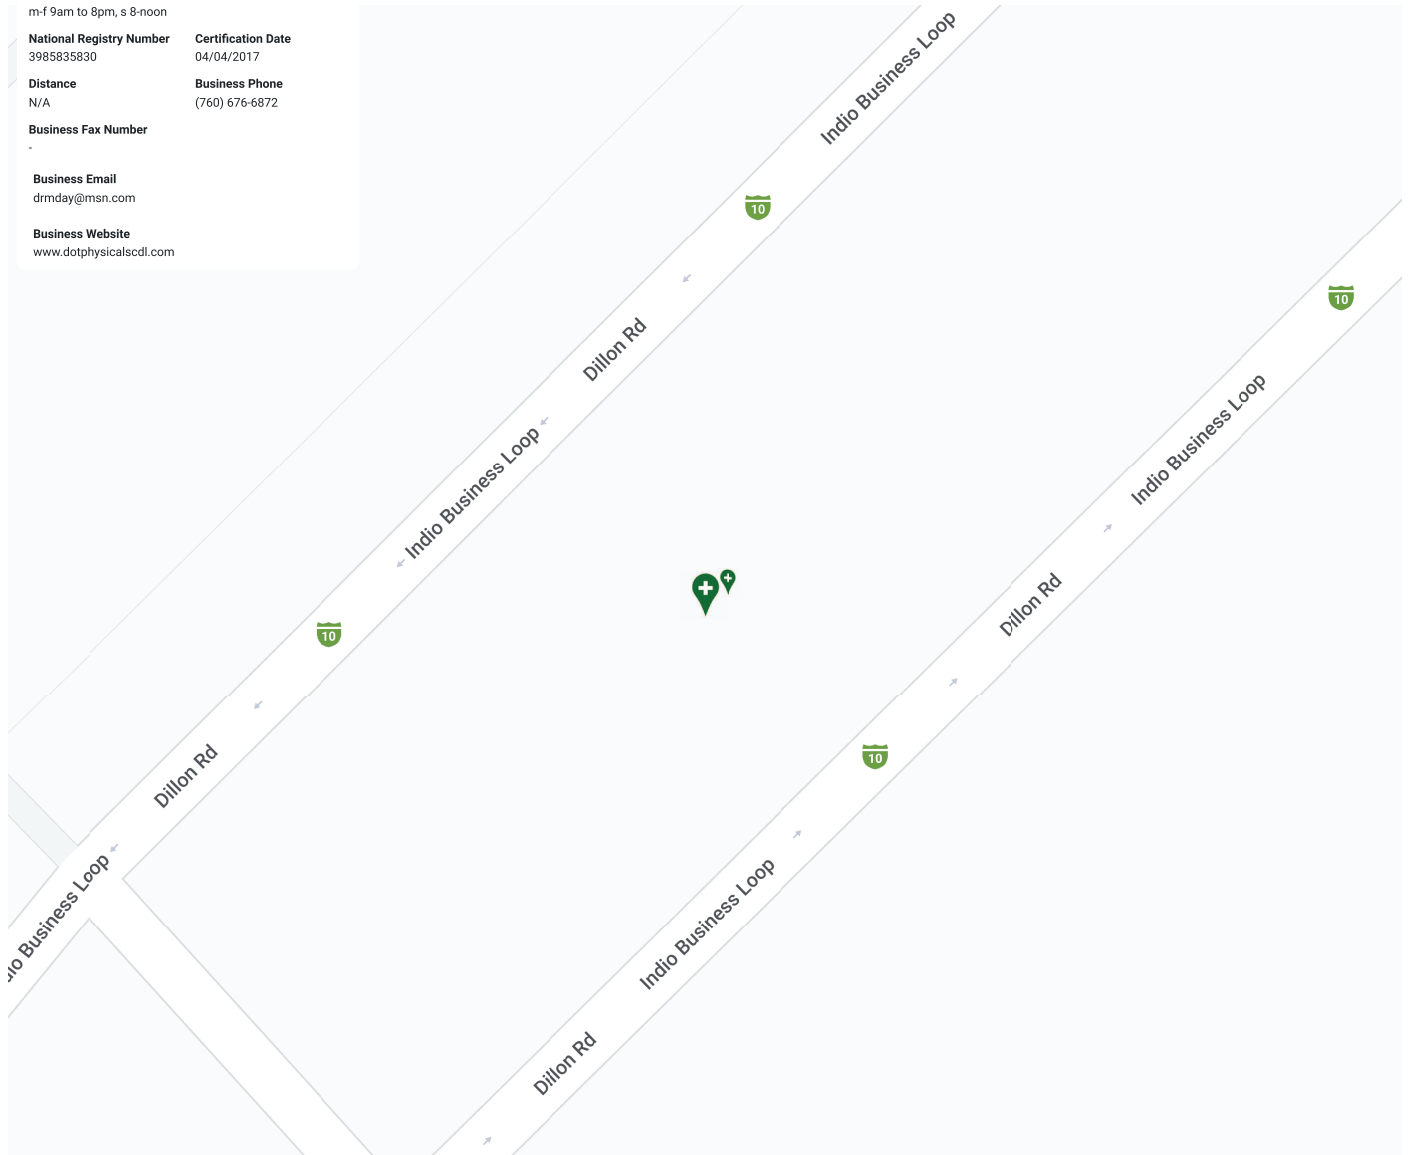 m-f 9am to 8pm, s 8-noon
National Registry Number
3985835830
Certification Date
04/04/2017
Distance
N/A
Business Phone
(760) 676-6872
Business Fax Number
-
Business Email
drmday@msn.com
Business Website
www.dotphysicalscdl.com
Indio Business Loop
10
Dillon Rd
10
Indio Business Loop
Indio Business Loop
10
Dillon Rd
Dillon Rd
10
Business Loop
Indio Business Loop
Dillon Rd